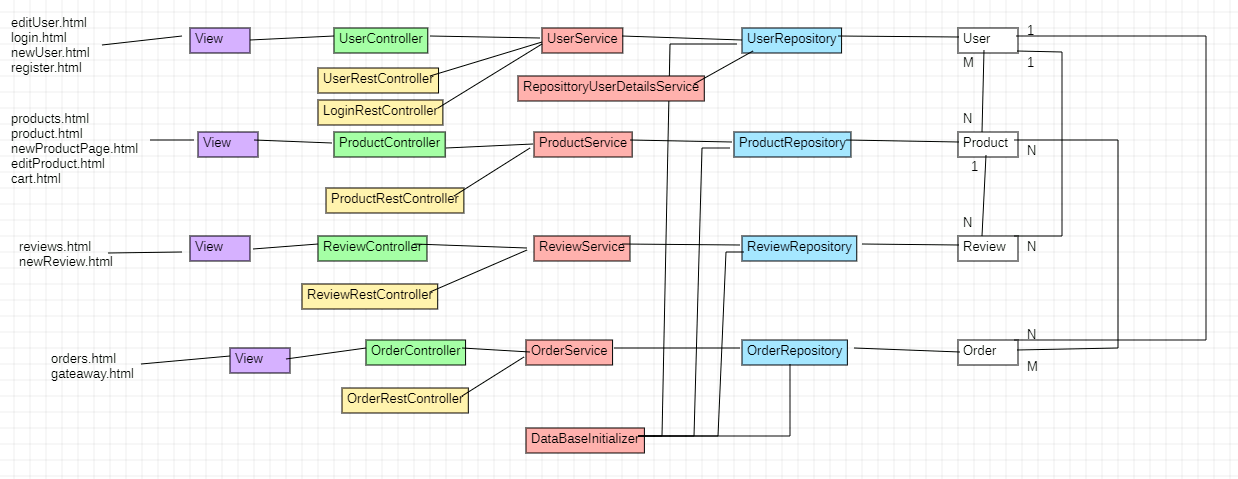 editUser.html
login.html
newUser.html
register.html
View
UserController
UserService
UserRepository
User
1
M
1
UserRestController
LoginRestController
ReposittoryUserDetailsService
products.html
product.html
newProductPage.html
editProduct.html
cart.html
View
ProductController
ProductService
ProductRepository
N
Product
N
1
ProductRestController
reviews.html
newReview.html
View
ReviewController
ReviewService
ReviewRepository
N
Review
N
ReviewRestController
orders.html
gateaway.html
View
OrderController
OrderService
OrderRepository
Order
N
M
OrderRestController
DataBaseInitializer